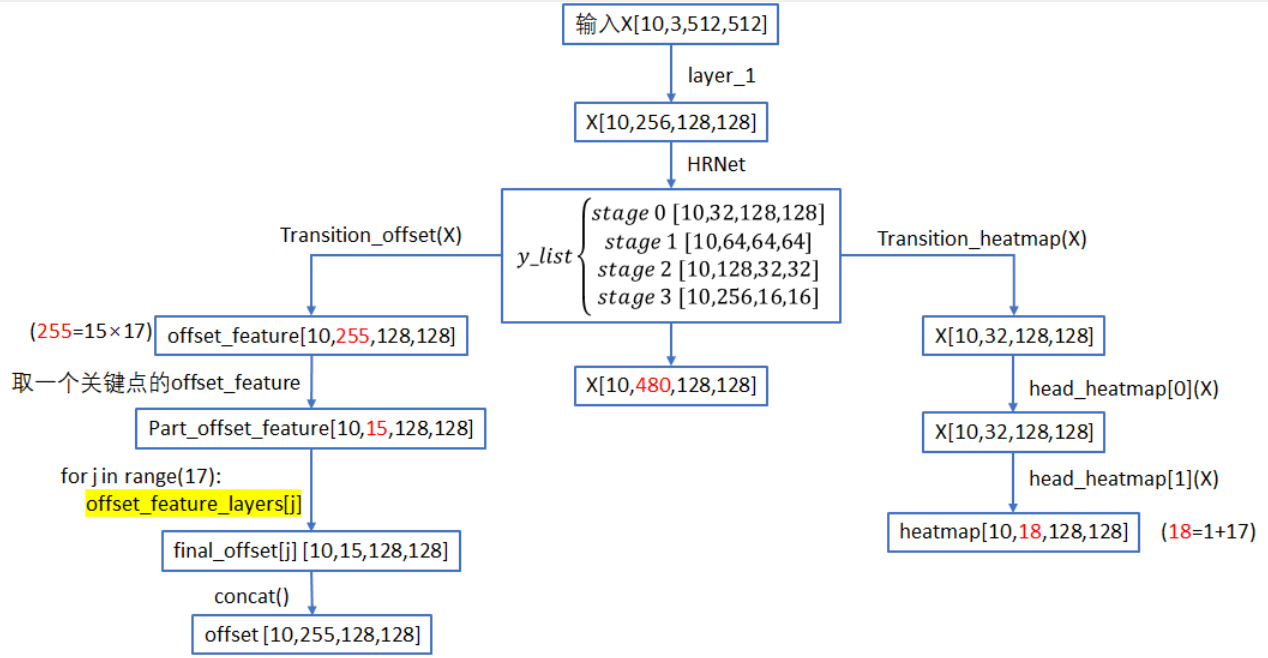 输入X[10,3,512,512]
layer_1
X[10,256,128,128]
HRNet
y_list
stage 0 [10,32,128,128]
stage 1 [10,64,64,64]
stage 2 [10,128,32,32]
stage 3 [10,256,16,16]
X[10,480,128,128]
Transition_offset(X)
(255=15×17)
offset_feature[10,255,128,128]
取一个关键点的offset_feature
Part_offset_feature[10,15,128,128]
for j in range(17):
offset_feature_layers[j]
final_offset[j] [10,15,128,128]
concat()
offset [10,255,128,128]
Transition_heatmap(X)
X[10,32,128,128]
head_heatmap[0](X)
X[10,32,128,128]
head_heatmap[1](X)
heatmap[10,18,128,128]
(18=1+17)